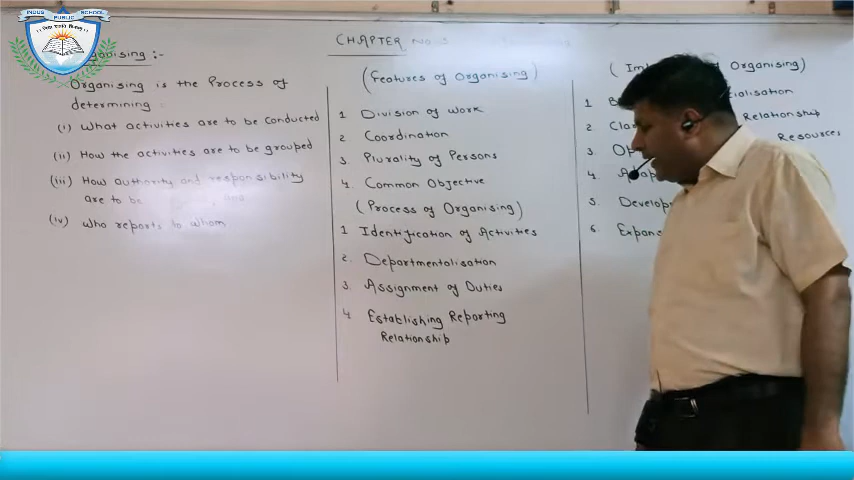 INDUS PUBLIC SCHOOL
CHAPTER NO.
Organising :-
Organising is the Process of
determining :
(i) What activities are to be conducted
(ii) How the activities are to be grouped
(iii) How authority and responsibility
are to be
(iv) Who reports to whom
(Features of Organising)
1 Division of Work
2 Coordination
3. Plurality of Persons
4. Common Objective
(Process of Organising)
1 Identification of Activities
2. Departmentalisation
3. Assignment of Duties
4 Establishing Reporting
Relationship
Organising)
1
2 Relationship
3. Resources
4.
5.
6.